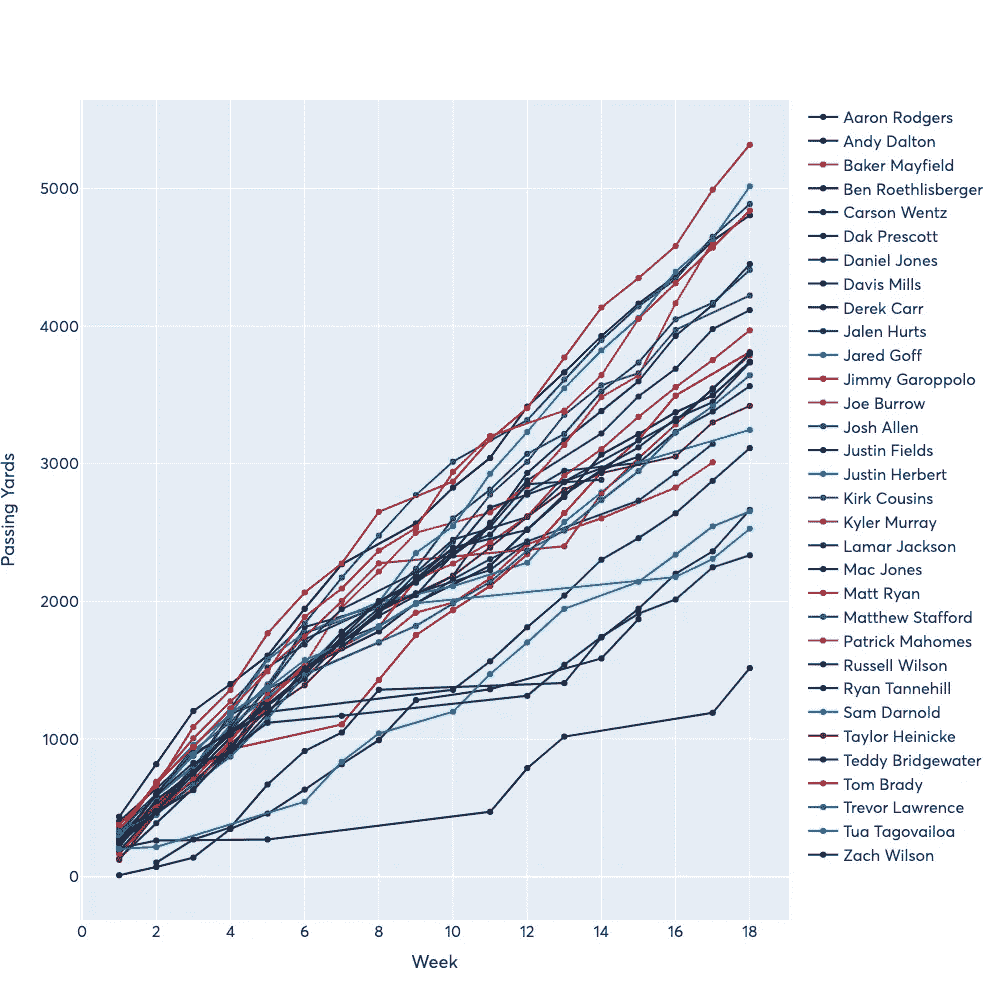 Passing Yards
5000
4000
3000
2000
1000
0
0 2 4 6 8 10 12 14 16 18
Week
Aaron Rodgers
Andy Dalton
Baker Mayfield
Ben Roethlisberger
Carson Wentz
Dak Prescott
Daniel Jones
Davis Mills
Derek Carr
Jalen Hurts
Jared Goff
Jimmy Garoppolo
Joe Burrow
Josh Allen
Justin Fields
Justin Herbert
Kirk Cousins
Kyler Murray
Lamar Jackson
Mac Jones
Matt Ryan
Matthew Stafford
Patrick Mahomes
Russell Wilson
Ryan Tannehill
Sam Darnold
Taylor Heinicke
Teddy Bridgewater
Tom Brady
Trevor Lawrence
Tua Tagovailoa
Zach Wilson